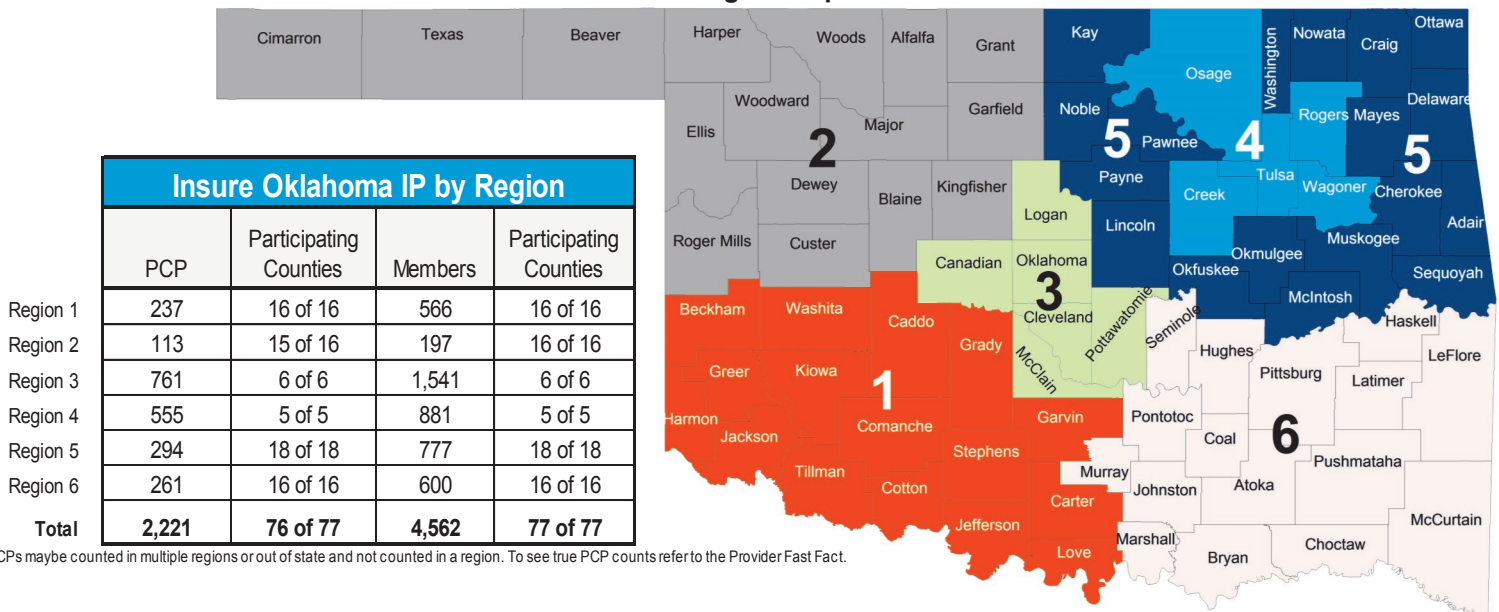 Insure Oklahoma IP by Region
PCP Participating Counties Members Participating Counties
Region 1 237 16 of 16 566 16 of 16
Region 2 113 15 of 16 197 16 of 16
Region 3 761 6 of 6 1,541 6 of 6
Region 4 555 5 of 5 881 5 of 5
Region 5 294 18 of 18 777 18 of 18
Region 6 261 16 of 16 600 16 of 16
Total 2,221 76 of 77 4,562 77 of 77
CPs maybe counted in multiple regions or out of state and not counted in a region. To see true PCP counts refer to the Provider Fast Fact.
Cimarron
Texas
Beaver
Harper
Woods
Alfalfa
Grant
Woodward
Garfield
Ellis
Major
2
Dewey
Blaine
Kingfisher
Roger Mills
Custer
Kay
Noble
5
Pawnee
Payne
Lincoln
Osage
Washington
Nowata
Craig
Ottawa
Rogers
Mayes
Delaware
4
5
Tulsa
Creek
Wagoner
Cherokee
Adair
Muskogee
Okmulgee
Okfuskee
McIntosh
Sequoyah
Logan
Canadian
Oklahoma
3
Cleveland
Pottawatomie
McClain
Beckham
Washita
Caddo
Grady
Greer
Kiowa
1
Harmon
Jackson
Comanche
Garvin
Stephens
Tillman
Cotton
Carter
Jefferson
Love
Seminole
Hughes
Haskell
Pittsburg
LeFlore
Latimer
Pontotoc
Coal
6
Pushmataha
Murray
Johnston
Atoka
McCurtain
Marshall
Bryan
Choctaw